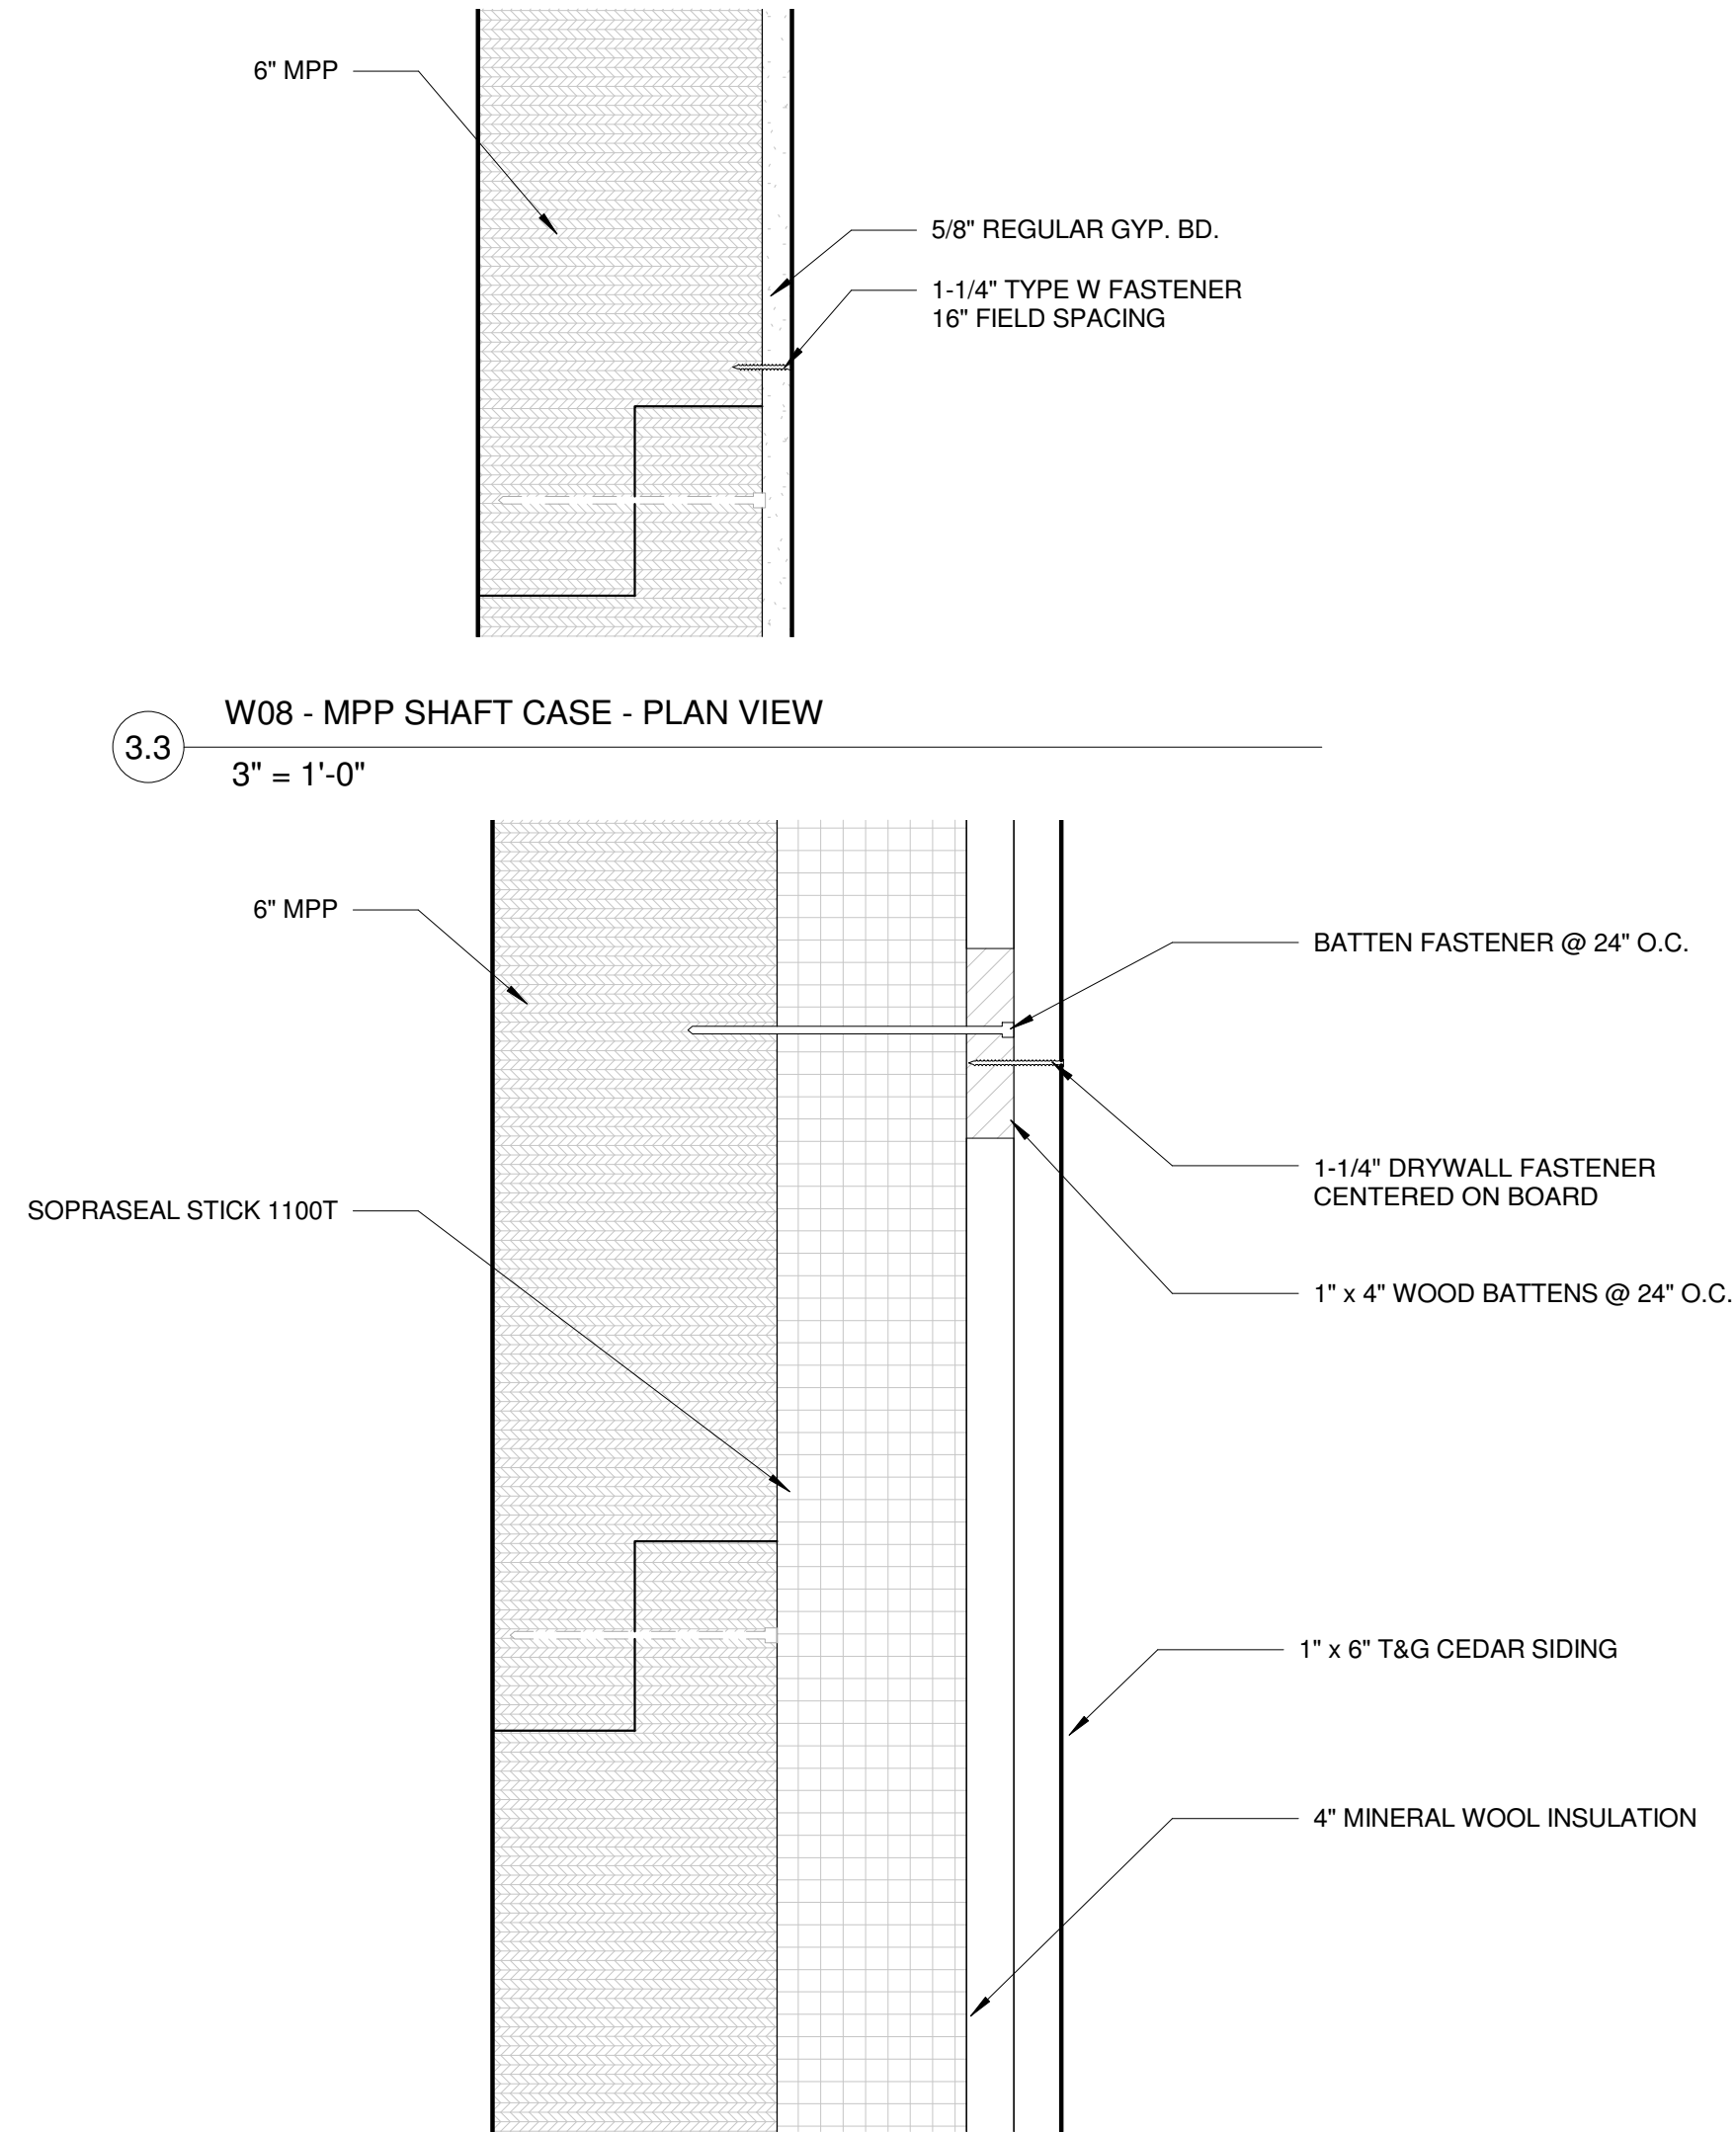 6" MPP
5/8" REGULAR GYP. BD.
1-1/4" TYPE W FASTENER
16" FIELD SPACING
W08 - MPP SHAFT CASE - PLAN VIEW
3.3
3" = 1'-0"
6" MPP
BATTEN FASTENER @ 24" O.C.
1-1/4" DRYWALL FASTENER
CENTERED ON BOARD
SOPRASEAL STICK 1100T
1" x 4" WOOD BATTENS @ 24" O.C.
1" x 6" T&G CEDAR SIDING
4" MINERAL WOOL INSULATION